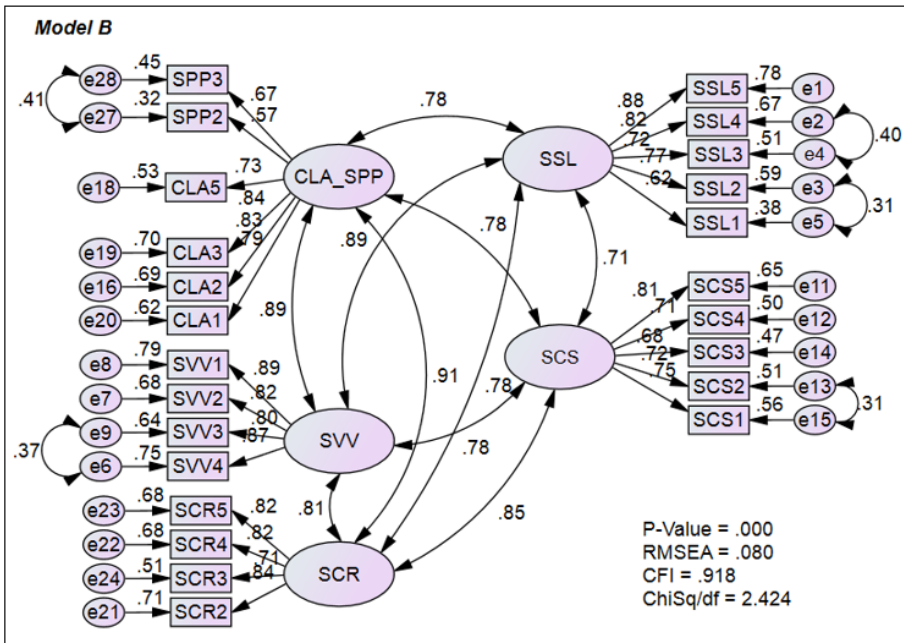 Model B
e28 .45 SPP3
.41
e27 .32 SPP2
.67
.57
e18 .53 CLA5
.73
.84
.83
.79
e19 .70 CLA3
e16 .69 CLA2
e20 .62 CLA1
CLA_SPP
.78
SSL
.88
.82
.72
.77
.62
SSL5 .78 e1
SSL4 .67 e2
SSL3 .51 e4
SSL2 .59 e3
SSL1 .38 e5
.40
.31
.89
.78
.78
.71
.89
.91
e8 .79 SVV1
e7 .68 SVV2
e9 .64 SVV3
e6 .75 SVV4
.37
.89
.82
.80
.87
SVV
.78
.78
SCS
.81
.71
.68
.72
.75
SCS5 .65 e11
SCS4 .50 e12
SCS3 .47 e14
SCS2 .51 e13
SCS1 .56 e15
.31
.81
.85
e23 .68 SCR5
e22 .68 SCR4
e24 .51 SCR3
e21 .71 SCR2
.82
.82
.71
.84
SCR
P-Value = .000
RMSEA = .080
CFI = .918
ChiSq/df = 2.424